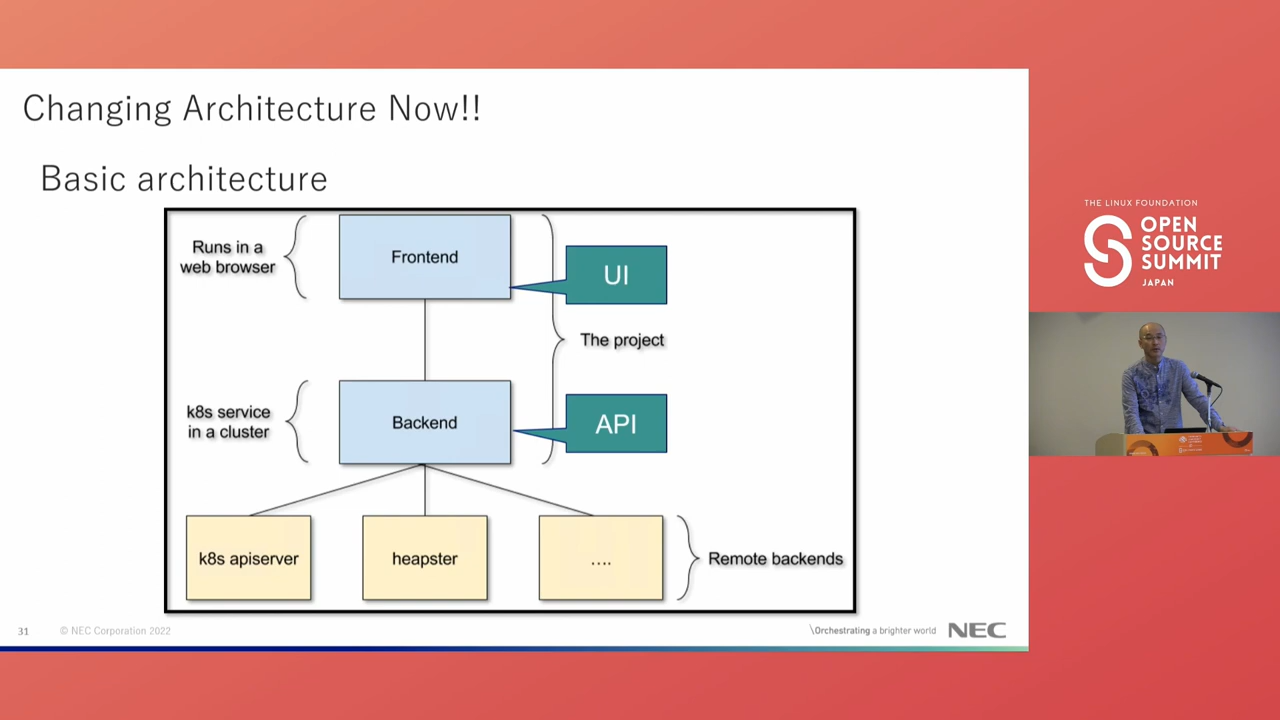 Changing Architecture Now!!
Basic architecture
Runs in a
web browser
Frontend
UI
The project
k8s service
in a cluster
Backend
API
k8s apiserver
heapster
....
Remote backends
31
© NEC Corporation 2022
\Orchestrating a brighter world
NEC
THE LINUX FOUNDATION
OPEN
SOURCE
SUMMIT
JAPAN